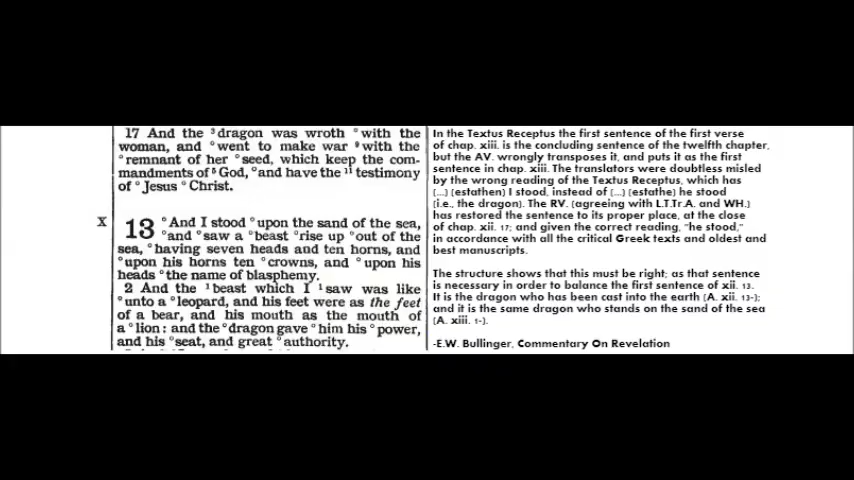 17 And the ³dragon was wroth °with the
woman, and °went to make war ⁹with the
°remnant of her °seed, which keep the com-
mandments of ⁵God, °and have the ¹¹ testimony
of °Jesus °Christ.
X
13 °And I stood °upon the sand of the sea,
°and °saw a °beast °rise up °out of the
sea, °having seven heads and ten horns, and
°upon his horns ten °crowns, and °upon his
heads °the name of blasphemy.
2 And the ¹beast which I ¹saw was like
°unto a °leopard, and his feet were as the feet
of a bear, and his mouth as the mouth of
a °lion: and the °dragon gave °him his °power,
and his °seat, and great °authority.
In the Textus Receptus the first sentence of the first verse
of chap. xiii. is the concluding sentence of the twelfth chapter,
but the AV. wrongly transposes it, and puts it as the first
sentence in chap. xiii. The translators were doubtless misled
by the wrong reading of the Textus Receptus, which has
(...) (estathen) I stood, instead of (...) (estathe) he stood
(i.e., the dragon). The RV. (agreeing with L.T.Tr.A. and WH.)
has restored the sentence to its proper place, at the close
of chap. xii. 17; and given the correct reading, "he stood,"
in accordance with all the critical Greek texts and oldest and
best manuscripts.
The structure shows that this must be right; as that sentence
is necessary in order to balance the first sentence of xii. 13.
It is the dragon who has been cast into the earth (A. xii. 13-);
and it is the same dragon who stands on the sand of the sea
(A. xiii. 1-).
-E.W. Bullinger, Commentary On Revelation